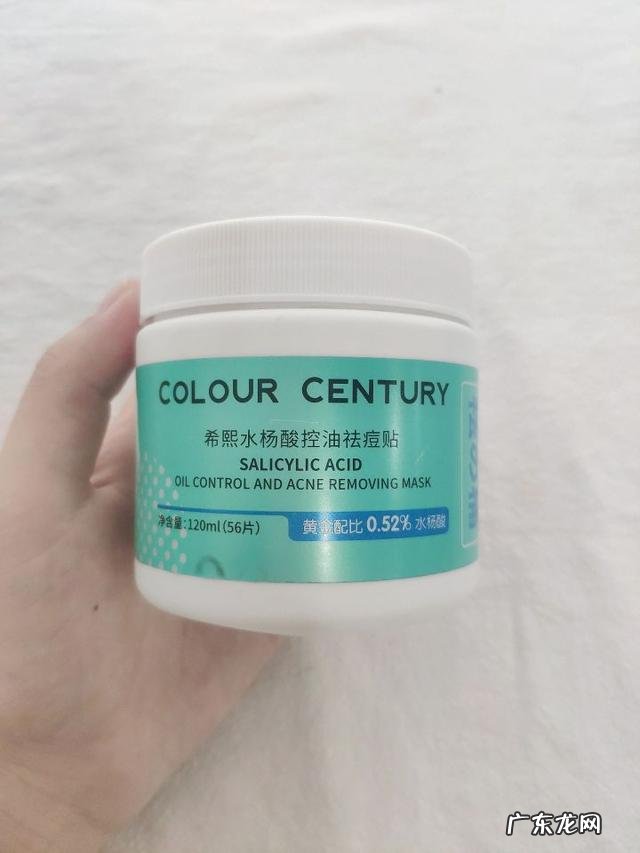 COLOUR CENTURY
希熙水杨酸控油祛痘贴
SALICYLIC ACID
OIL CONTROL AND ACNE REMOVING MASK
净含量:120ml(56片)
黄金配比 0.52% 水杨酸
广东龙网